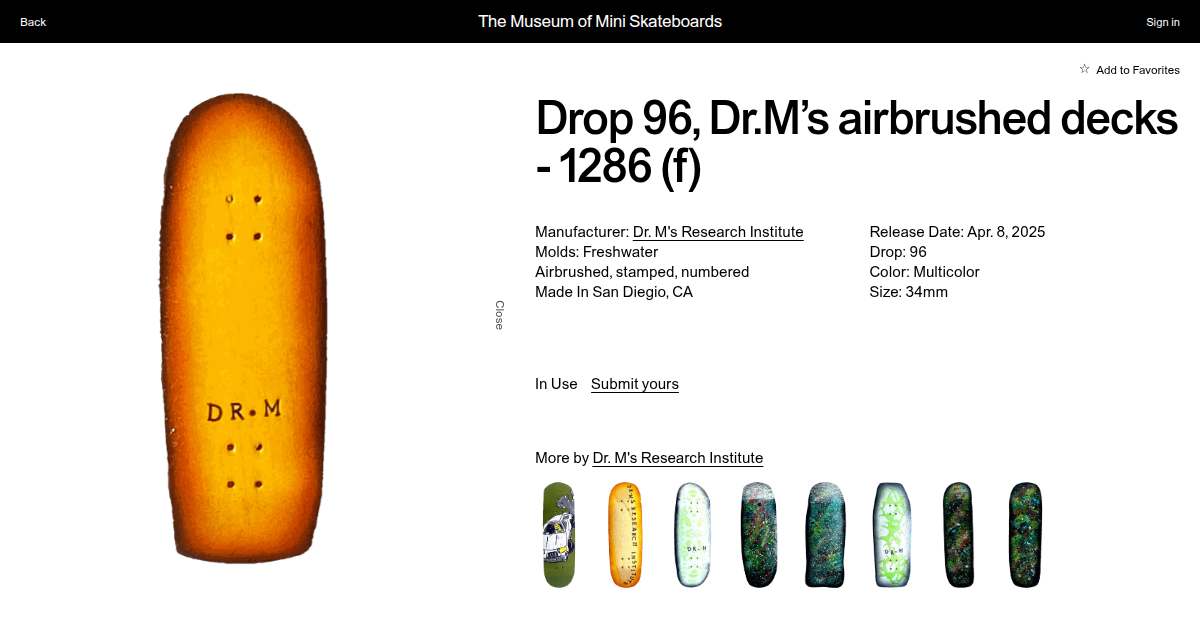 Back
The Museum of Mini Skateboards
Sign in
☆ Add to Favorites
Drop 96, Dr.M’s airbrushed decks
- 1286 (f)
Manufacturer: Dr. M's Research Institute
Molds: Freshwater
Airbrushed, stamped, numbered
Made In San Diegio, CA
Release Date: Apr. 8, 2025
Drop: 96
Color: Multicolor
Size: 34mm
Close
DR.M
In Use Submit yours
More by Dr. M's Research Institute
DR.M
DR.M